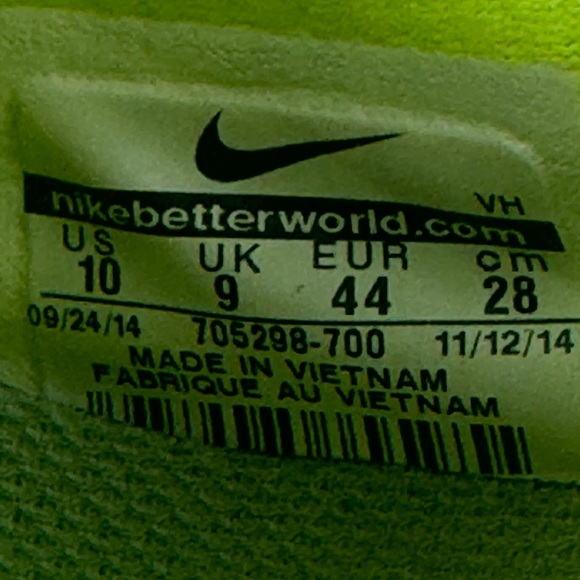 VH
nikebetterworld.com
US UK EUR cm
10 9 44 28
09/24/14 705298-700 11/12/14
MADE IN VIETNAM
FABRIQUE AU VIETNAM